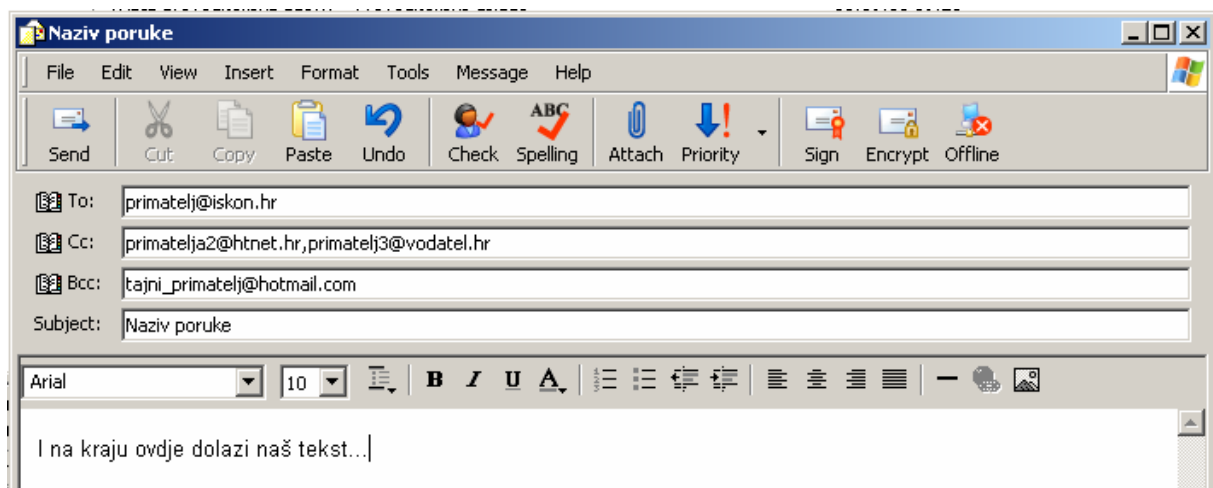 Naziv poruke
File Edit View Insert Format Tools Message Help
ABC
Send Cut Copy Paste Undo Check Spelling Attach Priority Sign Encrypt Offline
To: primatelj@iskon.hr
Cc: primatelja2@htnet.hr,primatelj3@vodatel.hr
Bcc: tajni_primatelj@hotmail.com
Subject: Naziv poruke
Arial 10 B I U A
I na kraju ovdje dolazi naš tekst...